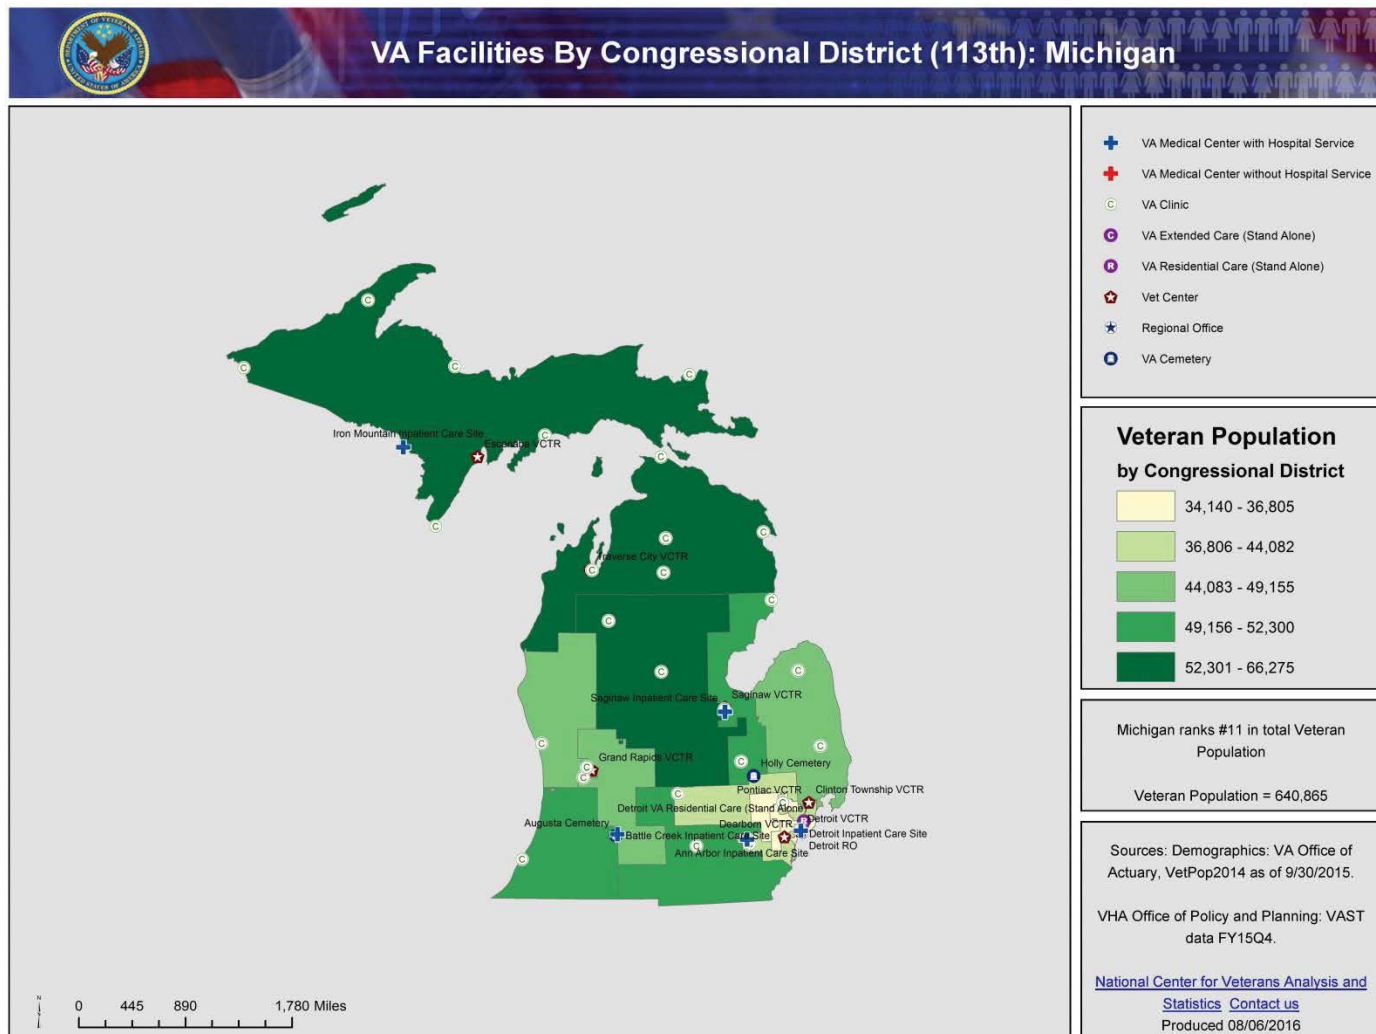 VA Facilities By Congressional District (113th): Michigan
VA Medical Center with Hospital Service
VA Medical Center without Hospital Service
C
VA Clinic
C
VA Extended Care (Stand Alone)
R
VA Residential Care (Stand Alone)
Vet Center
Regional Office
VA Cemetery
Iron Mountain Inpatient Care Site
Escanaba VCTR
Traverse City VCTR
Saginaw Inpatient Care Site
Saginaw VCTR
Grand Rapids VCTR
Holly Cemetery
Pontiac VCTR
Clinton Township VCTR
Detroit VA Residential Care (Stand Alone)
Augusta Cemetery
Dearborn VCTR
Detroit VCTR
Battle Creek Inpatient Care Site
Detroit Inpatient Care Site
Detroit RO
Ann Arbor Inpatient Care Site
Veteran Population
by Congressional District
34,140 - 36,805
36,806 - 44,082
44,083 - 49,155
49,156 - 52,300
52,301 - 66,275
Michigan ranks #11 in total Veteran
Population
Veteran Population = 640,865
Sources: Demographics: VA Office of
Actuary, VetPop2014 as of 9/30/2015.
VHA Office of Policy and Planning: VAST
data FY15Q4.
National Center for Veterans Analysis and
Statistics Contact us
Produced 08/06/2016
N
0 445 890 1,780 Miles